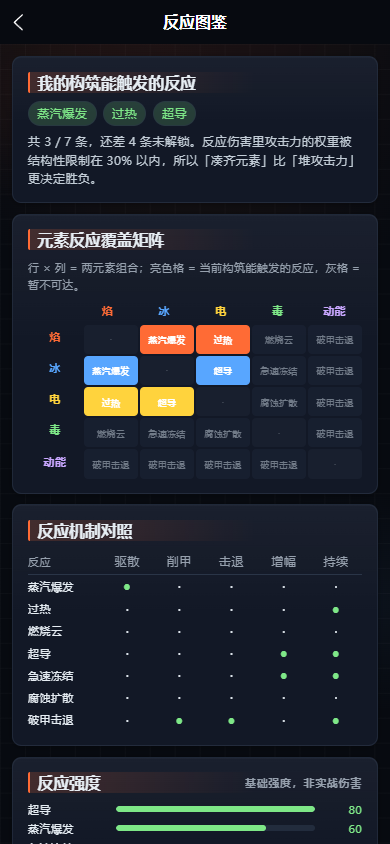 反应图鉴
我的构筑能触发的反应
蒸汽爆发 过热 超导
共 3 / 7 条，还差 4 条未解锁。反应伤害里攻击力的权重被
结构性限制在 30% 以内，所以「凑齐元素」比「堆攻击力」
更决定胜负。
元素反应覆盖矩阵
行 × 列 = 两元素组合；亮色格 = 当前构筑能触发的反应，灰格 =
暂不可达。
焰 冰 电 毒 动能
焰 · 蒸汽爆发 过热 燃烧云 破甲击退
冰 蒸汽爆发 · 超导 急速冻结 破甲击退
电 过热 超导 · 腐蚀扩散 破甲击退
毒 燃烧云 急速冻结 腐蚀扩散 · 破甲击退
动能 破甲击退 破甲击退 破甲击退 破甲击退 ·
反应机制对照
反应 驱散 削甲 击退 增幅 持续
蒸汽爆发 ● · · · ·
过热 · · · · ●
燃烧云 · · · · ·
超导 · · · ● ●
急速冻结 · · · ● ●
腐蚀扩散 · · · · ·
破甲击退 · ● ● · ●
反应强度 基础强度，非实战伤害
超导 80
蒸汽爆发 60